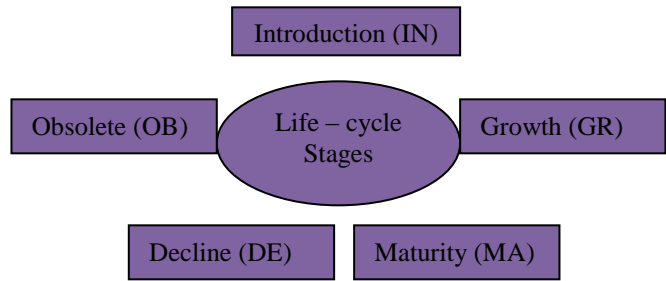 Introduction (IN)
Obsolete (OB)
Life – cycle
Stages
Growth (GR)
Decline (DE)
Maturity (MA)